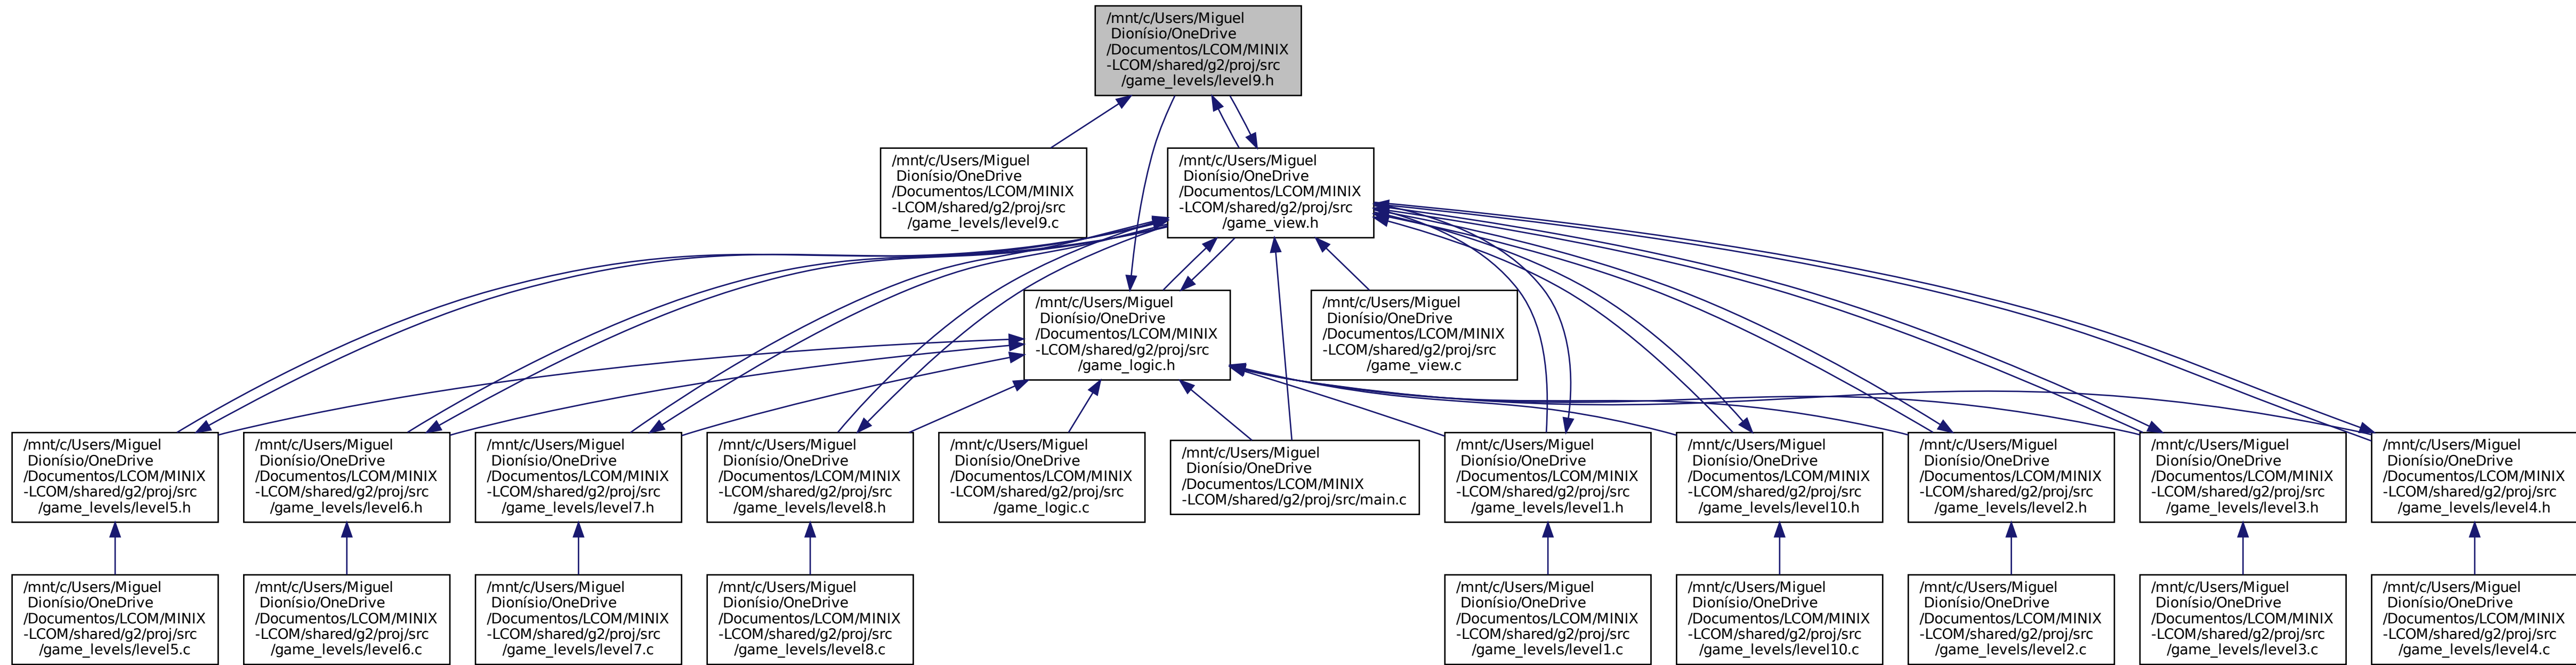 /mnt/c/Users/Miguel
Dionísio/OneDrive
/Documentos/LCOM/MINIX
-LCOM/shared/g2/proj/src
/game_levels/level9.h
/mnt/c/Users/Miguel
Dionísio/OneDrive
/Documentos/LCOM/MINIX
-LCOM/shared/g2/proj/src
/game_levels/level9.c
/mnt/c/Users/Miguel
Dionísio/OneDrive
/Documentos/LCOM/MINIX
-LCOM/shared/g2/proj/src
/game_view.h
/mnt/c/Users/Miguel
Dionísio/OneDrive
/Documentos/LCOM/MINIX
-LCOM/shared/g2/proj/src
/game_logic.h
/mnt/c/Users/Miguel
Dionísio/OneDrive
/Documentos/LCOM/MINIX
-LCOM/shared/g2/proj/src
/game_view.c
/mnt/c/Users/Miguel
Dionísio/OneDrive
/Documentos/LCOM/MINIX
-LCOM/shared/g2/proj/src
/game_levels/level5.h
/mnt/c/Users/Miguel
Dionísio/OneDrive
/Documentos/LCOM/MINIX
-LCOM/shared/g2/proj/src
/game_levels/level6.h
/mnt/c/Users/Miguel
Dionísio/OneDrive
/Documentos/LCOM/MINIX
-LCOM/shared/g2/proj/src
/game_levels/level7.h
/mnt/c/Users/Miguel
Dionísio/OneDrive
/Documentos/LCOM/MINIX
-LCOM/shared/g2/proj/src
/game_levels/level8.h
/mnt/c/Users/Miguel
Dionísio/OneDrive
/Documentos/LCOM/MINIX
-LCOM/shared/g2/proj/src
/game_logic.c
/mnt/c/Users/Miguel
Dionísio/OneDrive
/Documentos/LCOM/MINIX
-LCOM/shared/g2/proj/src/main.c
/mnt/c/Users/Miguel
Dionísio/OneDrive
/Documentos/LCOM/MINIX
-LCOM/shared/g2/proj/src
/game_levels/level1.h
/mnt/c/Users/Miguel
Dionísio/OneDrive
/Documentos/LCOM/MINIX
-LCOM/shared/g2/proj/src
/game_levels/level10.h
/mnt/c/Users/Miguel
Dionísio/OneDrive
/Documentos/LCOM/MINIX
-LCOM/shared/g2/proj/src
/game_levels/level2.h
/mnt/c/Users/Miguel
Dionísio/OneDrive
/Documentos/LCOM/MINIX
-LCOM/shared/g2/proj/src
/game_levels/level3.h
/mnt/c/Users/Miguel
Dionísio/OneDrive
/Documentos/LCOM/MINIX
-LCOM/shared/g2/proj/src
/game_levels/level4.h
/mnt/c/Users/Miguel
Dionísio/OneDrive
/Documentos/LCOM/MINIX
-LCOM/shared/g2/proj/src
/game_levels/level5.c
/mnt/c/Users/Miguel
Dionísio/OneDrive
/Documentos/LCOM/MINIX
-LCOM/shared/g2/proj/src
/game_levels/level6.c
/mnt/c/Users/Miguel
Dionísio/OneDrive
/Documentos/LCOM/MINIX
-LCOM/shared/g2/proj/src
/game_levels/level7.c
/mnt/c/Users/Miguel
Dionísio/OneDrive
/Documentos/LCOM/MINIX
-LCOM/shared/g2/proj/src
/game_levels/level8.c
/mnt/c/Users/Miguel
Dionísio/OneDrive
/Documentos/LCOM/MINIX
-LCOM/shared/g2/proj/src
/game_levels/level1.c
/mnt/c/Users/Miguel
Dionísio/OneDrive
/Documentos/LCOM/MINIX
-LCOM/shared/g2/proj/src
/game_levels/level10.c
/mnt/c/Users/Miguel
Dionísio/OneDrive
/Documentos/LCOM/MINIX
-LCOM/shared/g2/proj/src
/game_levels/level2.c
/mnt/c/Users/Miguel
Dionísio/OneDrive
/Documentos/LCOM/MINIX
-LCOM/shared/g2/proj/src
/game_levels/level3.c
/mnt/c/Users/Miguel
Dionísio/OneDrive
/Documentos/LCOM/MINIX
-LCOM/shared/g2/proj/src
/game_levels/level4.c